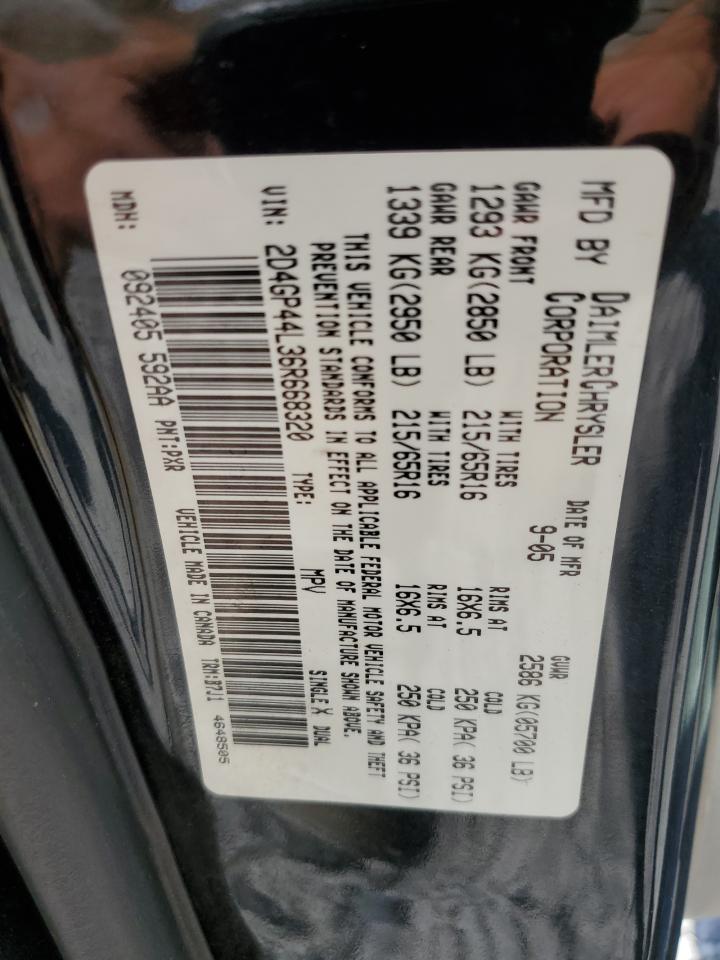 MFD BY DAIMLERCHRYSLER CORPORATION DATE OF MFR 9-05 GVWR 2586 KG(05700 LB)
GAWR FRONT WITH TIRES RIMS AT COLD
1293 KG(2850 LB) 215/65R16 16X6.5 250 KPA( 36 PSI)
GAWR REAR WITH TIRES RIMS AT COLD
1339 KG(2950 LB) 215/65R16 16X6.5 250 KPA( 36 PSI)
THIS VEHICLE CONFORMS TO ALL APPLICABLE FEDERAL MOTOR VEHICLE SAFETY AND THEFT
PREVENTION STANDARDS IN EFFECT ON THE DATE OF MANUFACTURE SHOWN ABOVE.
VIN: 2D4GP44L36R668320 TYPE: MPV SINGLE X DUAL
MDH: 092405 592AA PNT:PXR VEHICLE MADE IN CANADA TRM:B7J1 4648505